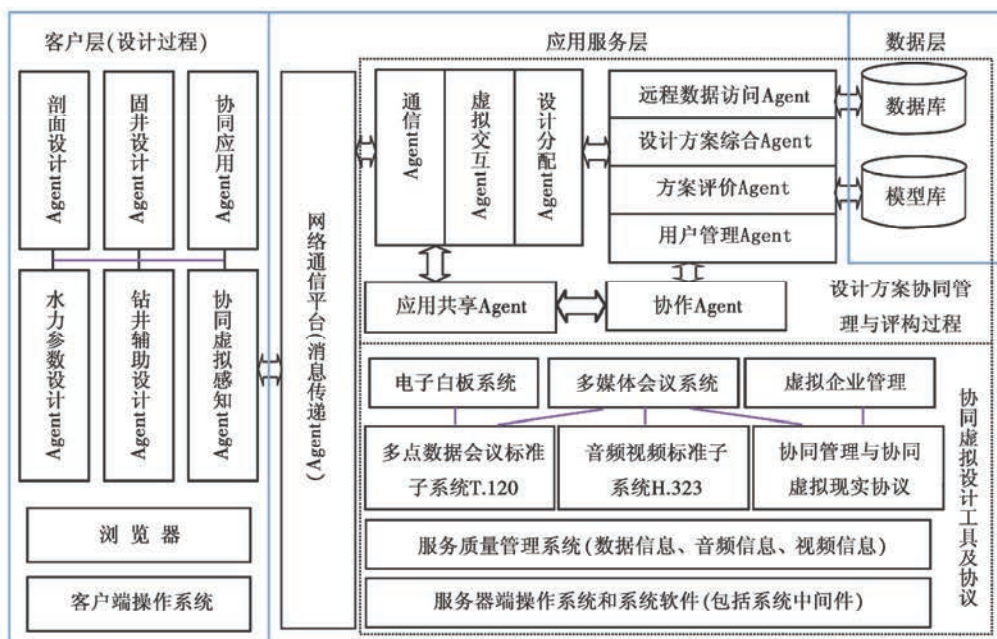 客户层(设计过程)
应用服务层
数据层
剖面设计Agent
固井设计Agent
协同应用Agent
水力参数设计Agent
钻井辅助设计Agent
协同虚拟感知Agent
浏 览 器
客户端操作系统
网络通信平台(消息传递)
(Agent
通信Agent
虚拟交互Agent
设计分配Agent
远程数据访问Agent
设计方案综合Agent
方案评价Agent
用户管理Agent
数据库
模型库
应用共享Agent
协作Agent
设计方案协同管
理与评构过程
电子白板系统
多媒体会议系统
虚拟企业管理
多点数据会议标准
子系统T.120
音频视频标准子
系统H.323
协同管理与协同
虚拟现实协议
服务质量管理系统(数据信息、音频信息、视频信息)
服务器端操作系统和系统软件(包括系统中间件)
协同虚拟设计工具及协议